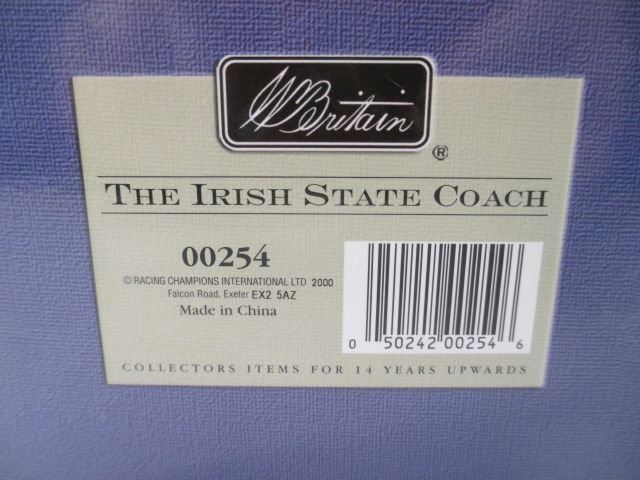 WBritain
®
THE IRISH STATE COACH
00254
© RACING CHAMPIONS INTERNATIONAL LTD 2000
Falcon Road, Exeter EX2 5AZ
Made in China
0 50242 00254 6
COLLECTORS ITEMS FOR 14 YEARS UPWARDS